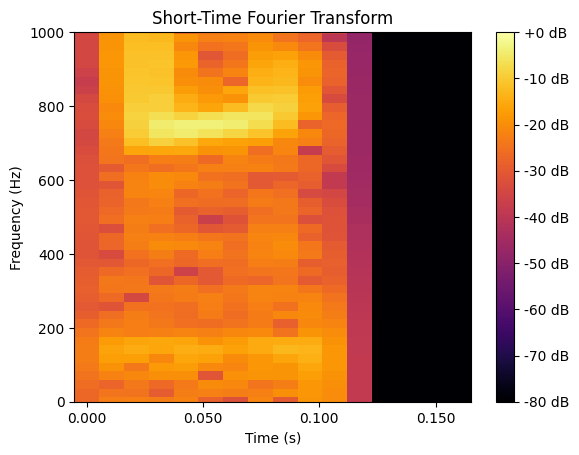 Short-Time Fourier Transform
1000
800
600
400
200
0
Frequency (Hz)
0.000
0.050
0.100
0.150
Time (s)
+0 dB
-10 dB
-20 dB
-30 dB
-40 dB
-50 dB
-60 dB
-70 dB
-80 dB